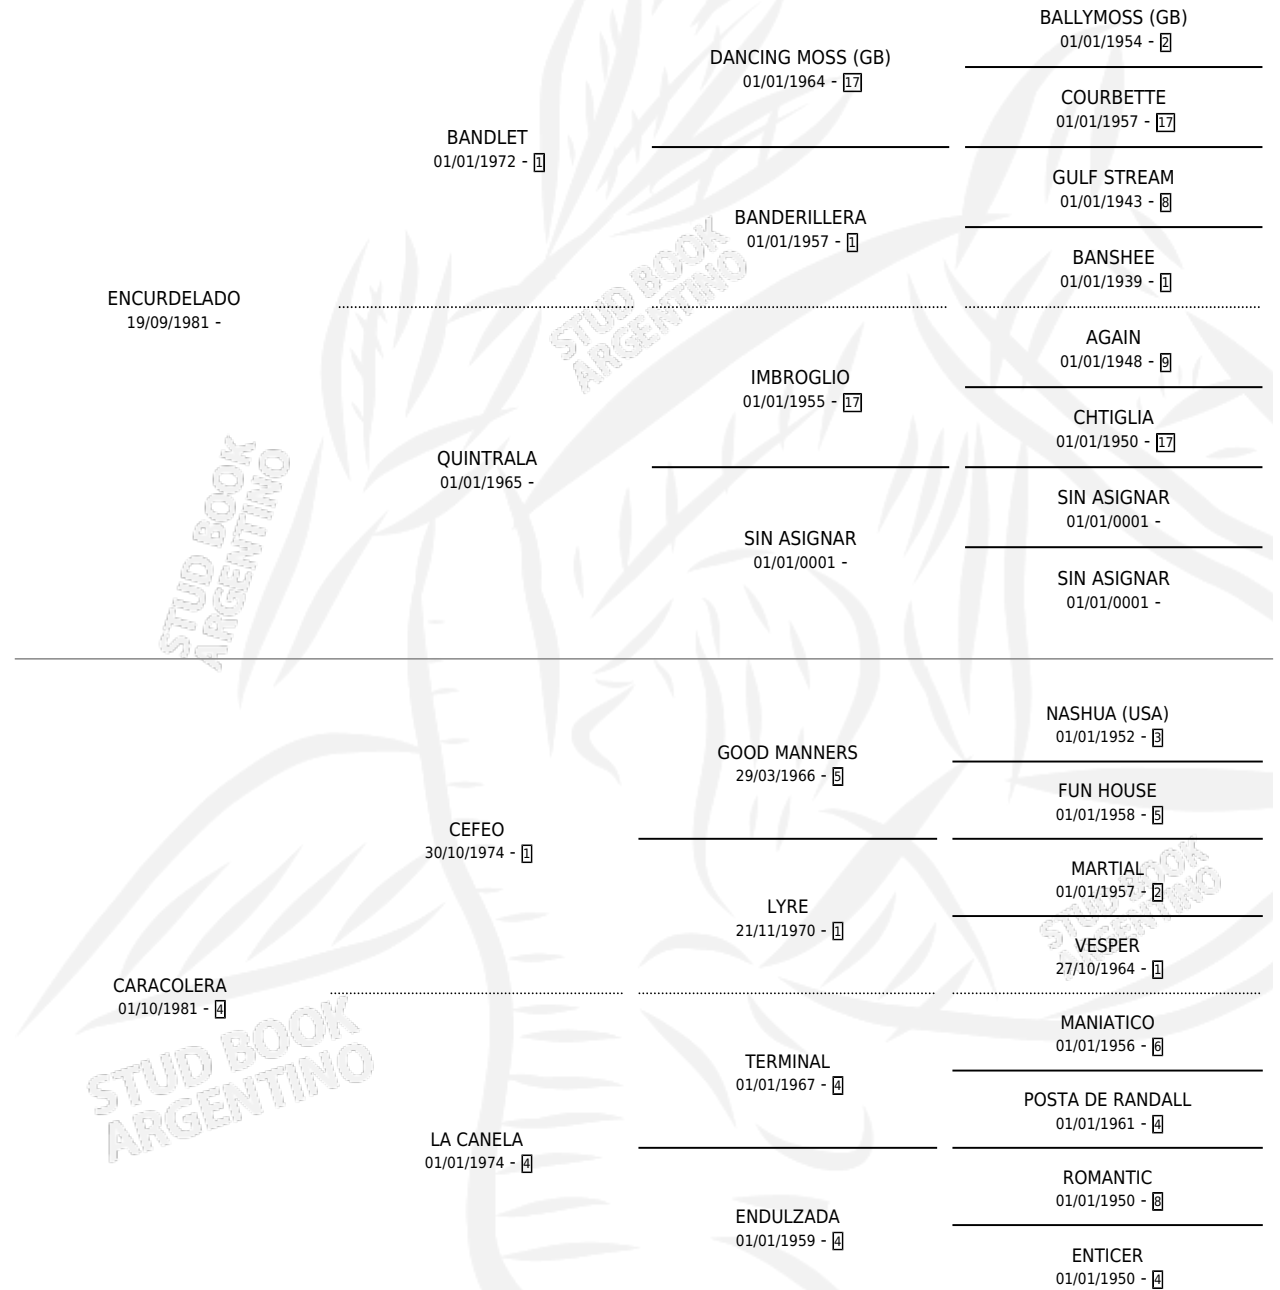 BALLYMOSS (GB)
01/01/1954 - 2
DANCING MOSS (GB)
01/01/1964 - 17
COURBETTE
01/01/1957 - 17
BANDLET
01/01/1972 - 1
GULF STREAM
01/01/1943 - 8
BANDERILLERA
01/01/1957 - 1
BANSHEE
01/01/1939 - 1
ENCURDELADO
19/09/1981 -
AGAIN
01/01/1948 - 9
IMBROGLIO
01/01/1955 - 17
CHTIGLIA
01/01/1950 - 17
QUINTRALA
01/01/1965 -
SIN ASIGNAR
01/01/0001 -
SIN ASIGNAR
01/01/0001 -
SIN ASIGNAR
01/01/0001 -
NASHUA (USA)
01/01/1952 - 3
GOOD MANNERS
29/03/1966 - 5
FUN HOUSE
01/01/1958 - 5
CEFEO
30/10/1974 - 1
MARTIAL
01/01/1957 - 2
LYRE
21/11/1970 - 1
VESPER
27/10/1964 - 1
CARACOLERA
01/10/1981 - 4
MANIATICO
01/01/1956 - 6
TERMINAL
01/01/1967 - 4
POSTA DE RANDALL
01/01/1961 - 4
LA CANELA
01/01/1974 - 4
ROMANTIC
01/01/1950 - 8
ENDULZADA
01/01/1959 - 4
ENTICER
01/01/1950 - 4
STUD BOOK
ARGENTINO
STUD BOOK
ARGENTINO
STUD BOOK
ARGENTINO
STUD BOOK
ARGENTINO